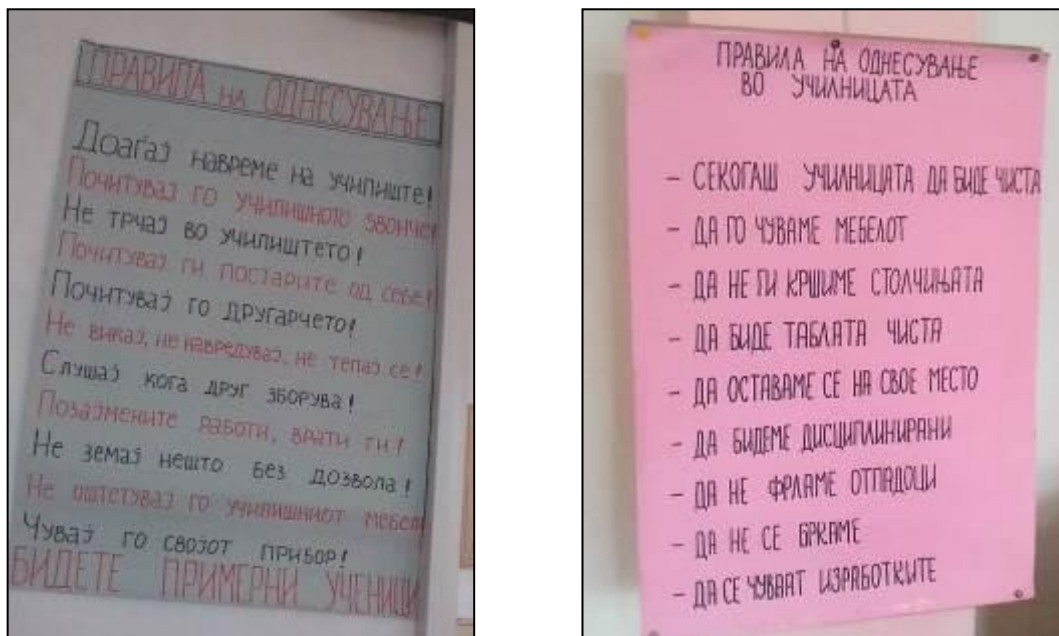 ПРАВИЛА НА ОДНЕСУВАЊЕ
Доаѓај навреме на училиште!
Почитувај го училишното ѕвонче!
Не трчај во училиштето!
Почитувај ги постарите од себе!
Почитувај го другарчето!
Не викај, не навредувај, не тепај се!
Слушај кога друг зборува!
Позајмените работи, врати ги!
Не земај нешто без дозвола!
Не оштетувај го училишниот мебел
Чувај го својот прибор!
БИДЕТЕ ПРИМЕРНИ УЧЕНИЦИ
ПРАВИЛА НА ОДНЕСУВАЊЕ
ВО УЧИЛНИЦАТА
- СЕКОГАШ УЧИЛНИЦАТА ДА БИДЕ ЧИСТА
- ДА ГО ЧУВАМЕ МЕБЕЛОТ
- ДА НЕ ГИ КРШИМЕ СТОЛЧИЊАТА
- ДА БИДЕ ТАБЛАТА ЧИСТА
- ДА ОСТАВАМЕ СЕ НА СВОЕ МЕСТО
- ДА БИДЕМЕ ДИСЦИПЛИНИРАНИ
- ДА НЕ ФРЛАМЕ ОТПАДОЦИ
- ДА НЕ СЕ БРКАМЕ
- ДА СЕ ЧУВААТ ИЗРАБОТКИТЕ